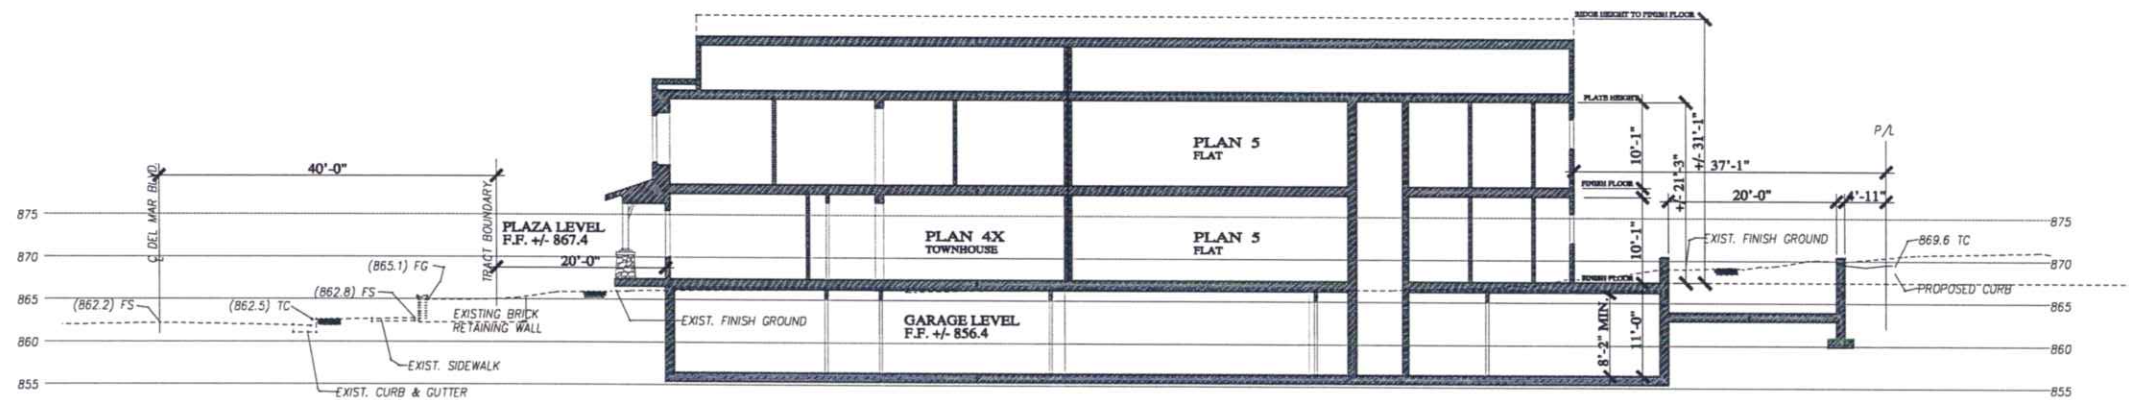 RIDGE HEIGHT TO FINISH FLOOR
PLATE HEIGHT
10'-1"
+/- 21'-3"
+/- 31'-1"
P/L
37'-1"
PLAN 5
FLAT
40'-0"
C DEL MAR BLVD.
TRACT BOUNDARY
FINISH FLOOR
20'-0"
4'-11"
875
875
PLAZA LEVEL
F.F. +/- 867.4
PLAN 4X
TOWNHOUSE
PLAN 5
FLAT
10'-1"
EXIST. FINISH GROUND
869.6 TC
870
870
20'-0"
(865.1) FG
FINISH FLOOR
PROPOSED CURB
865
865
(862.2) FS
(862.5) TC
(862.8) FS
EXISTING BRICK
RETAINING WALL
EXIST. FINISH GROUND
GARAGE LEVEL
F.F. +/- 856.4
8'-2" MIN.
11'-0"
860
860
EXIST. SIDEWALK
855
855
EXIST. CURB & GUTTER